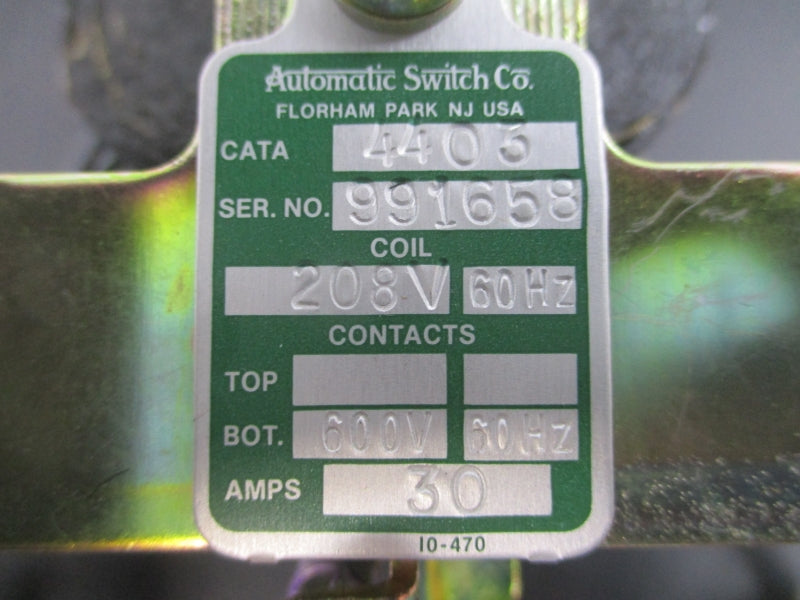 Automatic Switch Co.
FLORHAM PARK NJ USA
CATA 4403
SER. NO. 991658
COIL
208V 60Hz
CONTACTS
TOP
BOT. 600V 60Hz
AMPS 30
10-470